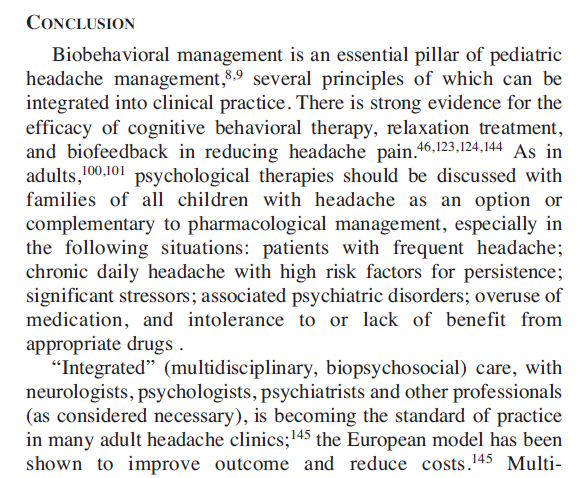 CONCLUSION
Biobehavioral management is an essential pillar of pediatric
headache management,8,9 several principles of which can be
integrated into clinical practice. There is strong evidence for the
efficacy of cognitive behavioral therapy, relaxation treatment,
and biofeedback in reducing headache pain.46,123,124,144 As in
adults,100,101 psychological therapies should be discussed with
families of all children with headache as an option or
complementary to pharmacological management, especially in
the following situations: patients with frequent headache;
chronic daily headache with high risk factors for persistence;
significant stressors; associated psychiatric disorders; overuse of
medication, and intolerance to or lack of benefit from
appropriate drugs .
“Integrated” (multidisciplinary, biopsychosocial) care, with
neurologists, psychologists, psychiatrists and other professionals
(as considered necessary), is becoming the standard of practice
in many adult headache clinics;145 the European model has been
shown to improve outcome and reduce costs.145 Multi-